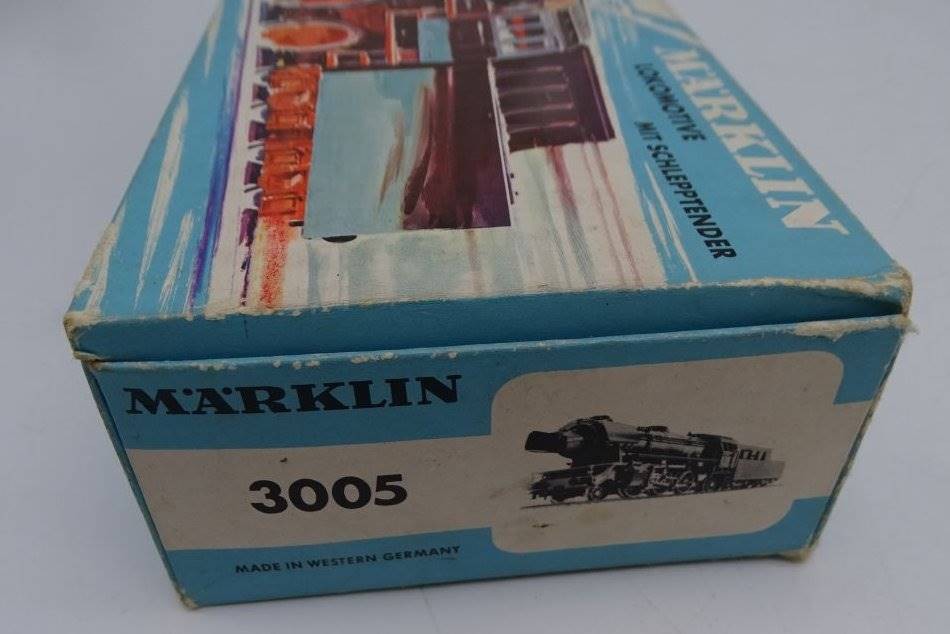 MÄRKLIN
LOKOMOTIVE
MIT SCHLEPPTENDER
MÄRKLIN
3005
MADE IN WESTERN GERMANY